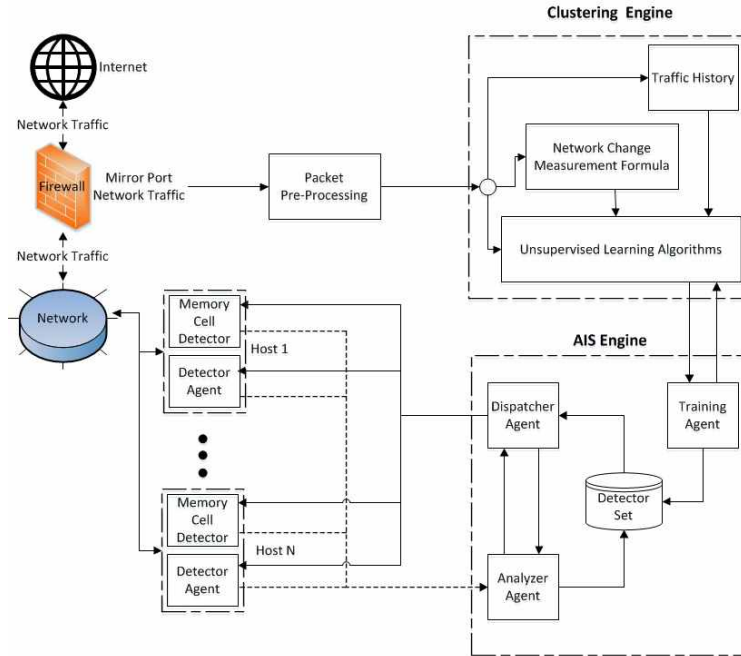 Clustering Engine
Internet
Traffic History
Network Traffic
Network Change
Measurement Formula
Firewall
Mirror Port
Network Traffic
Packet
Pre-Processing
Network Traffic
Unsupervised Learning Algorithms
Network
Memory
Cell
Detector
Host 1
Detector
Agent
AIS Engine
Dispatcher
Agent
Training
Agent
Detector
Set
Memory
Cell
Detector
Host N
Detector
Agent
Analyzer
Agent